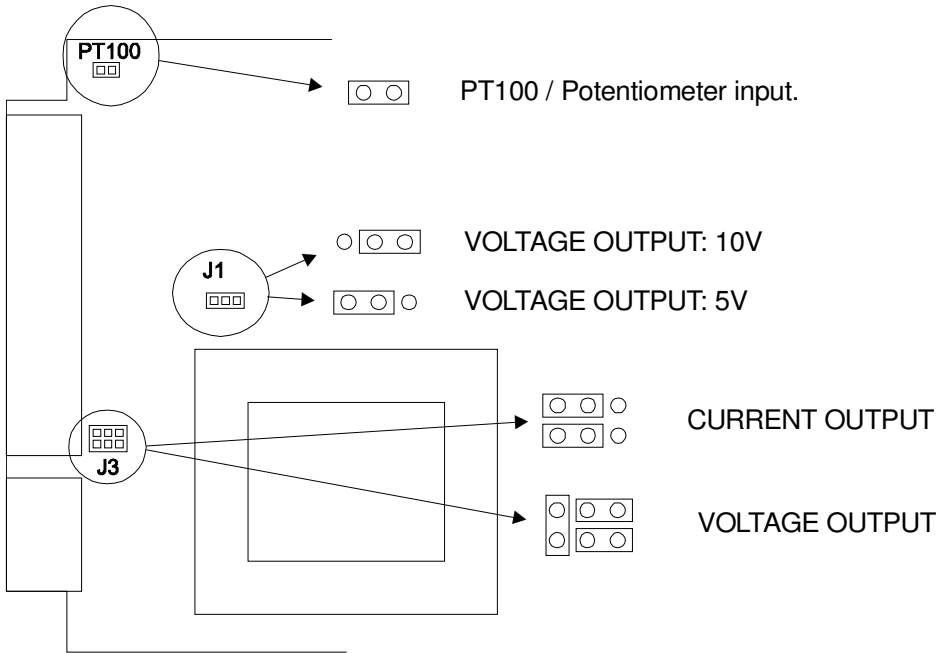 PT100
PT100 / Potentiometer input.
VOLTAGE OUTPUT: 10V
J1
VOLTAGE OUTPUT: 5V
CURRENT OUTPUT
J3
VOLTAGE OUTPUT